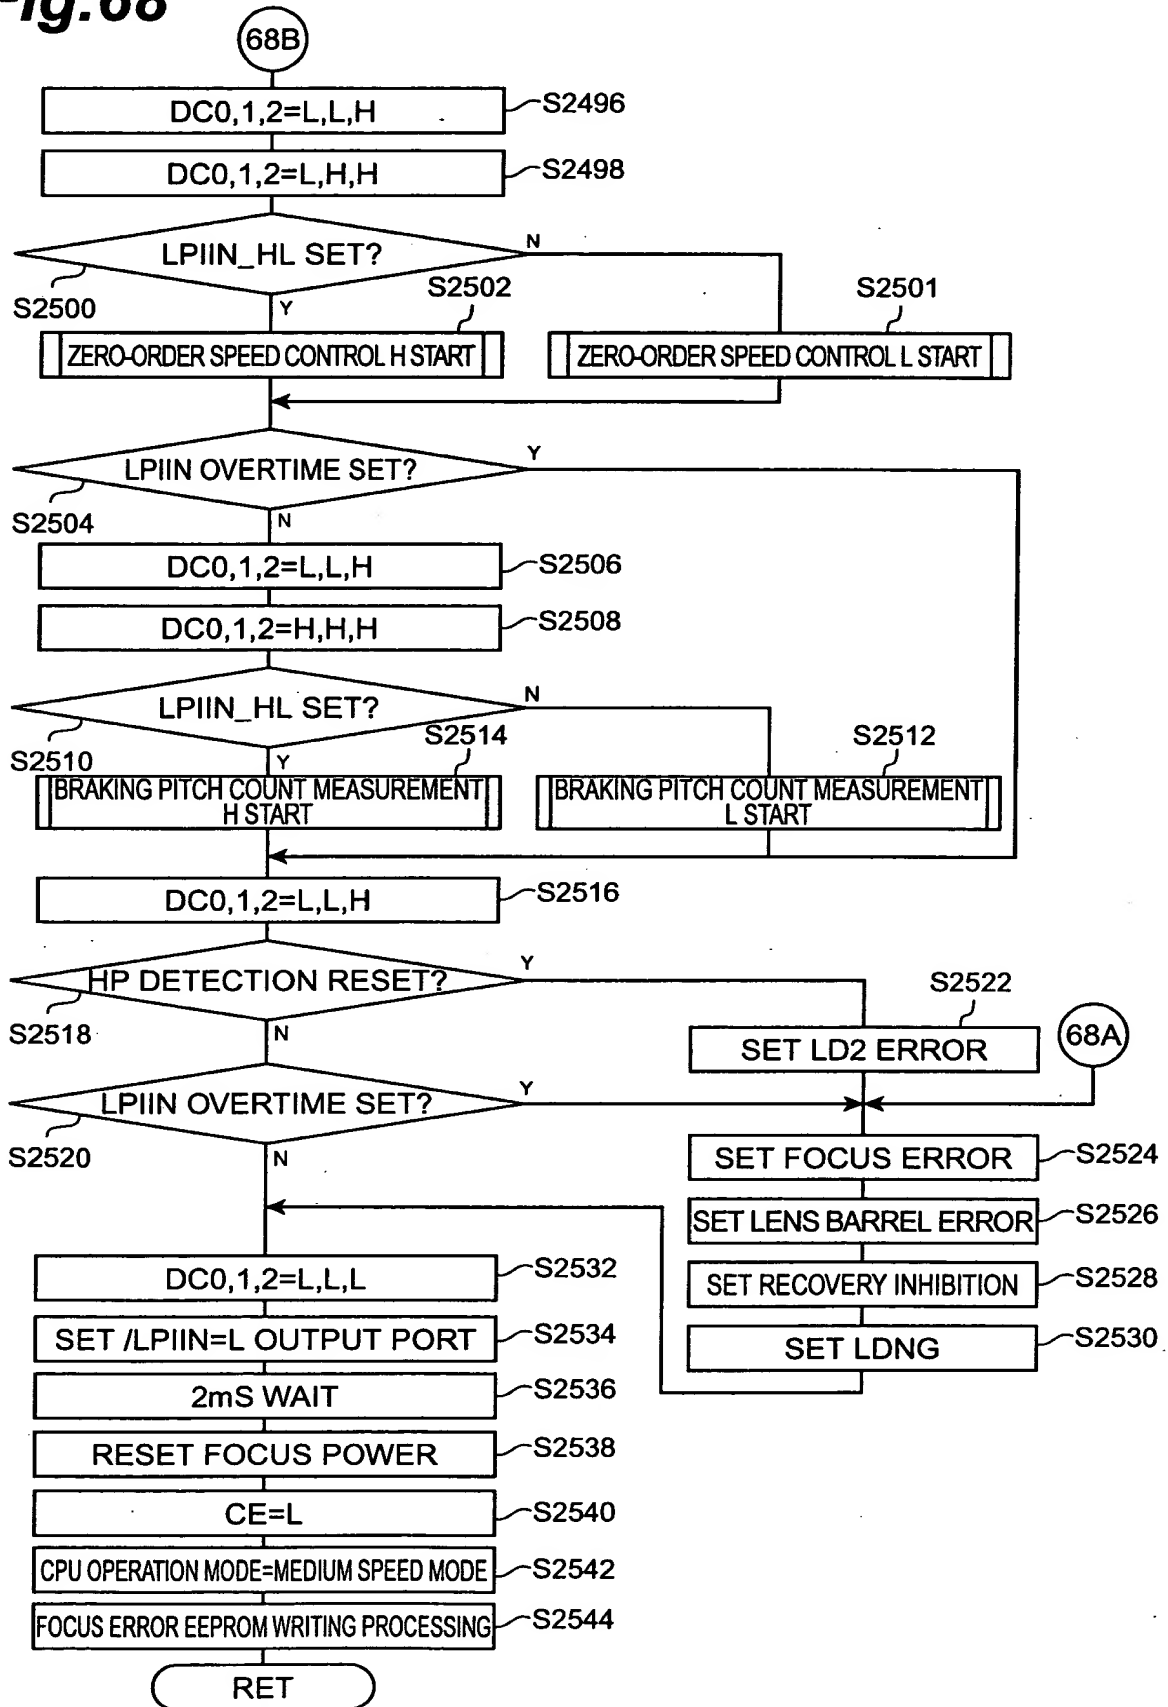 Fig.68
68B
DC0,1,2=L,L,H
S2496
DC0,1,2=L,H,H
S2498
LPIIN_HL SET?
N
S2500
Y
S2502
S2501
ZERO-ORDER SPEED CONTROL H START
ZERO-ORDER SPEED CONTROL L START
LPIIN OVERTIME SET?
Y
S2504
N
DC0,1,2=L,L,H
S2506
DC0,1,2=H,H,H
S2508
LPIIN_HL SET?
N
S2510
Y
S2514
S2512
BRAKING PITCH COUNT MEASUREMENT
H START
BRAKING PITCH COUNT MEASUREMENT
L START
DC0,1,2=L,L,H
S2516
HP DETECTION RESET?
Y
S2518
N
S2522
SET LD2 ERROR
68A
LPIIN OVERTIME SET?
Y
S2520
N
SET FOCUS ERROR
S2524
SET LENS BARREL ERROR
S2526
SET RECOVERY INHIBITION
S2528
SET LDNG
S2530
DC0,1,2=L,L,L
S2532
SET /LPIIN=L OUTPUT PORT
S2534
2mS WAIT
S2536
RESET FOCUS POWER
S2538
CE=L
S2540
CPU OPERATION MODE=MEDIUM SPEED MODE
S2542
FOCUS ERROR EEPROM WRITING PROCESSING
S2544
RET